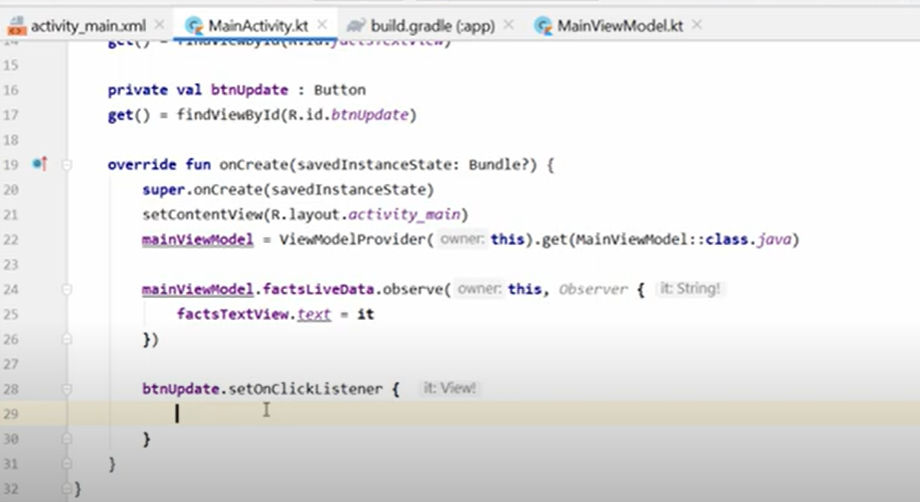 activity_main.xml MainActivity.kt build.gradle (:app) MainViewModel.kt
14 get() = findViewById(R.id.factsTextView)
15
16 private val btnUpdate : Button
17 get() = findViewById(R.id.btnUpdate)
18
19 override fun onCreate(savedInstanceState: Bundle?) {
20 super.onCreate(savedInstanceState)
21 setContentView(R.layout.activity_main)
22 mainViewModel = ViewModelProvider( owner: this).get(MainViewModel::class.java)
23
24 mainViewModel.factsLiveData.observe( owner: this, Observer { it: String!
25 factsTextView.text = it
26 })
27
28 btnUpdate.setOnClickListener { it: View!
29
30 }
31 }
32 }